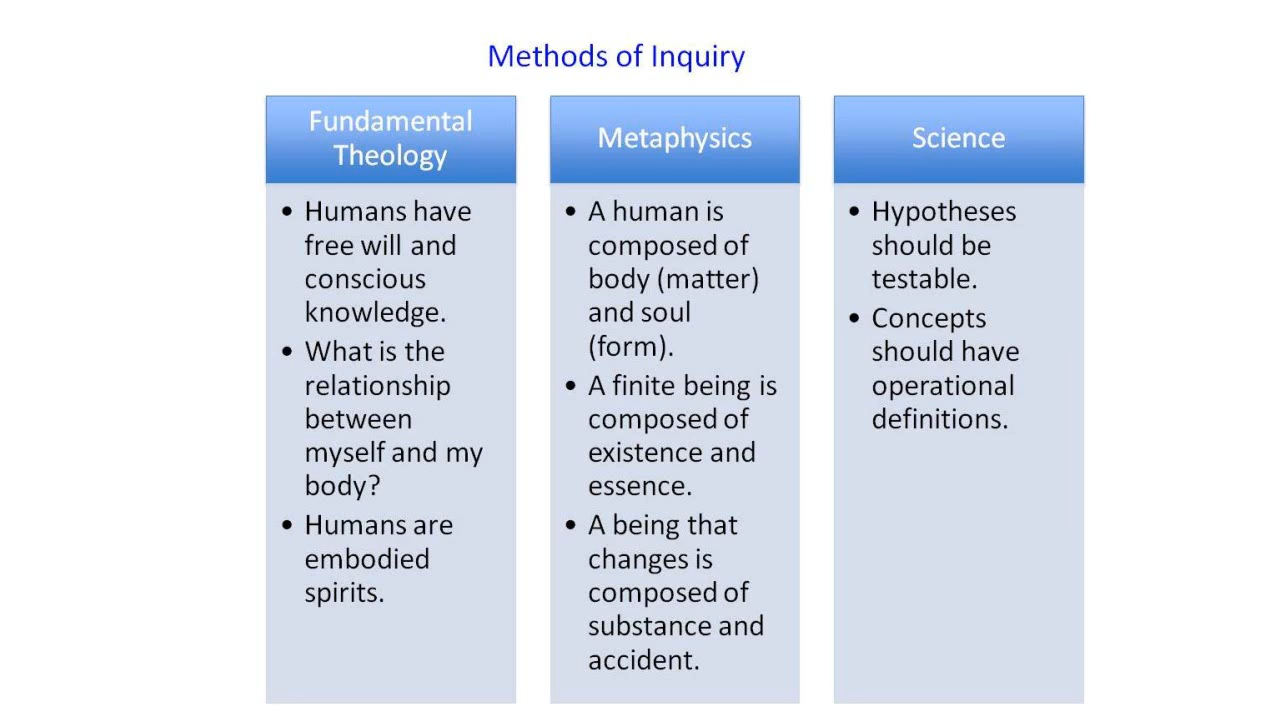 Methods of Inquiry
Fundamental
Theology
• Humans have
free will and
conscious
knowledge.
• What is the
relationship
between
myself and my
body?
• Humans are
embodied
spirits.
Metaphysics
• A human is
composed of
body (matter)
and soul
(form).
• A finite being is
composed of
existence and
essence.
• A being that
changes is
composed of
substance and
accident.
Science
• Hypotheses
should be
testable.
• Concepts
should have
operational
definitions.